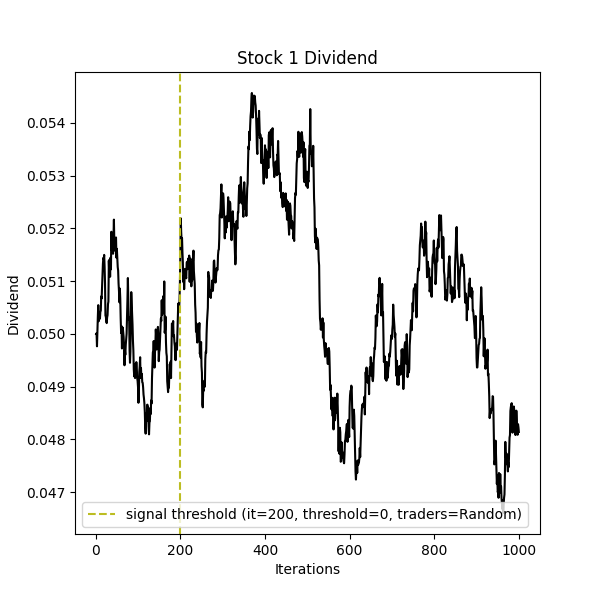 Stock 1 Dividend
0.054
0.053
0.052
0.051
0.050
0.049
0.048
0.047
Dividend
signal threshold (it=200, threshold=0, traders=Random)
0 200 400 600 800 1000
Iterations